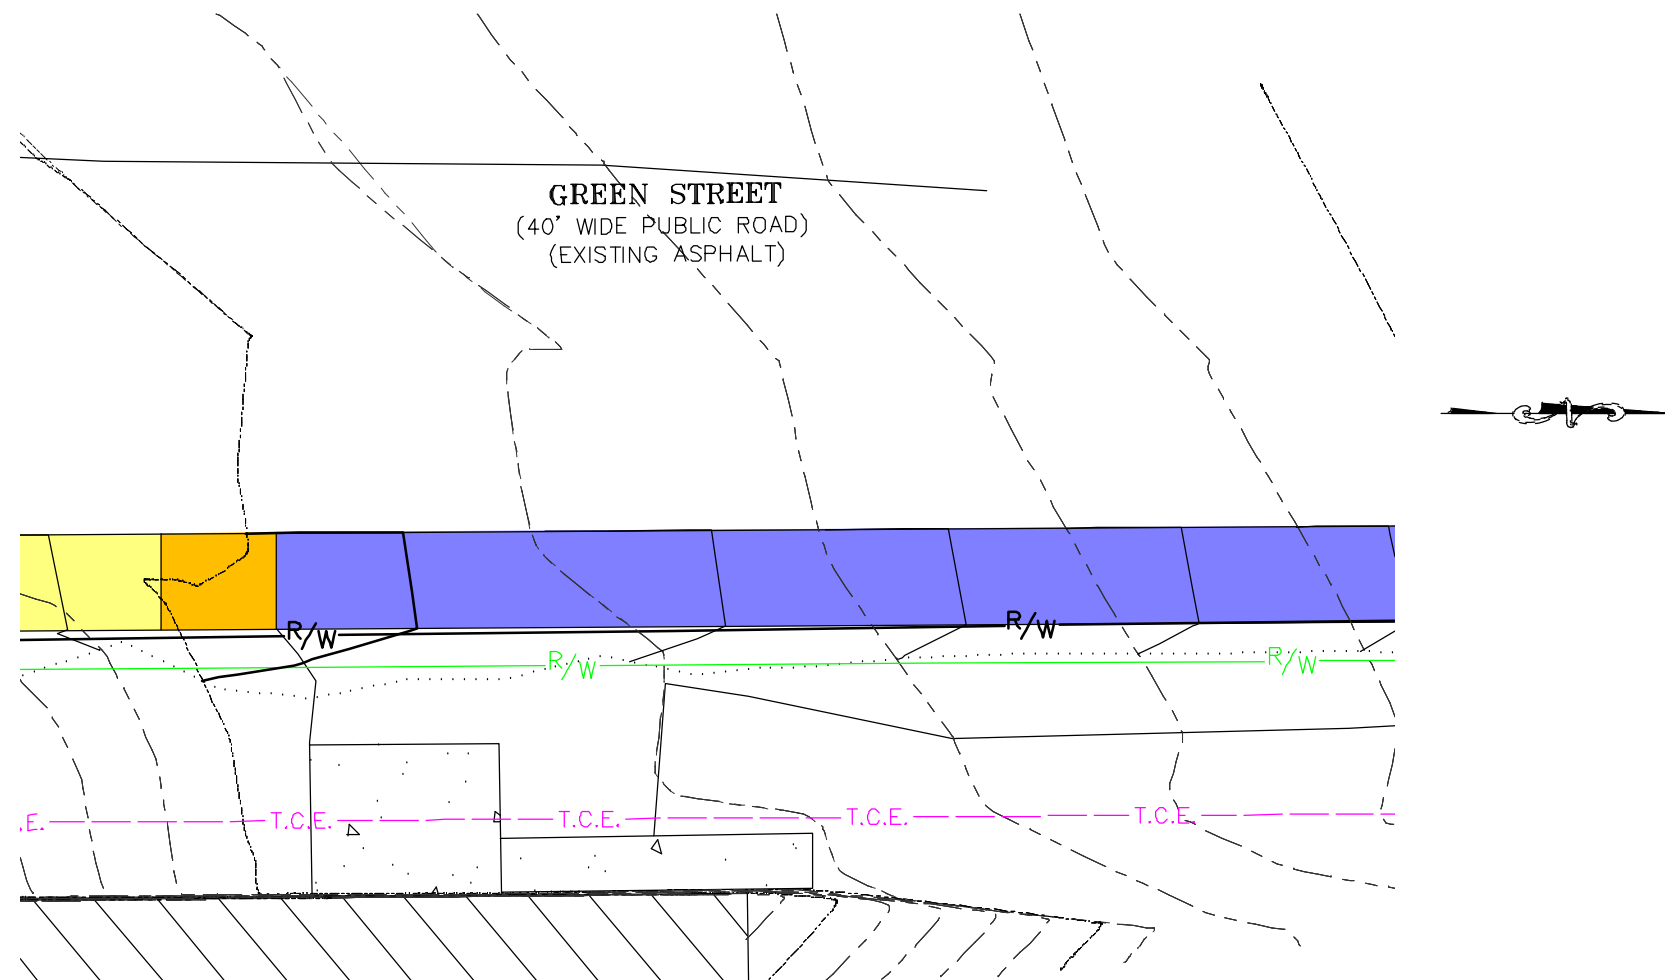 GREEN STREET
(40' WIDE PUBLIC ROAD)
(EXISTING ASPHALT)
R/W
R/W
R/W
R/W
.E.
T.C.E.
T.C.E.
T.C.E.
T.C.E.